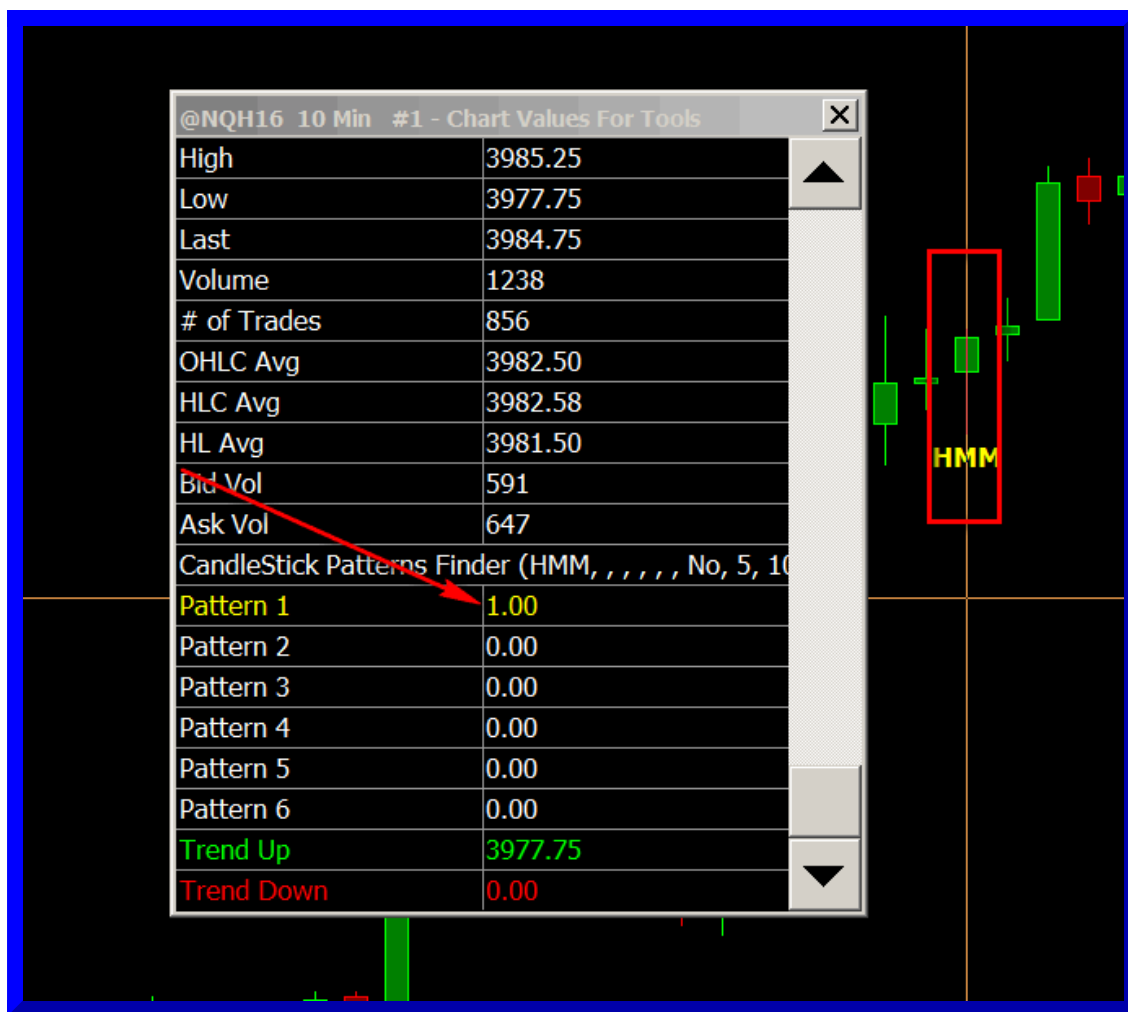 @NQH16 10 Min #1 - Chart Values For Tools
High 3985.25
Low 3977.75
Last 3984.75
Volume 1238
# of Trades 856
OHLC Avg 3982.50
HLC Avg 3982.58
HL Avg 3981.50
Bid Vol 591
Ask Vol 647
CandleStick Patterns Finder (HMM, , , , , , No, 5, 10
Pattern 1 1.00
Pattern 2 0.00
Pattern 3 0.00
Pattern 4 0.00
Pattern 5 0.00
Pattern 6 0.00
Trend Up 3977.75
Trend Down 0.00
HMM